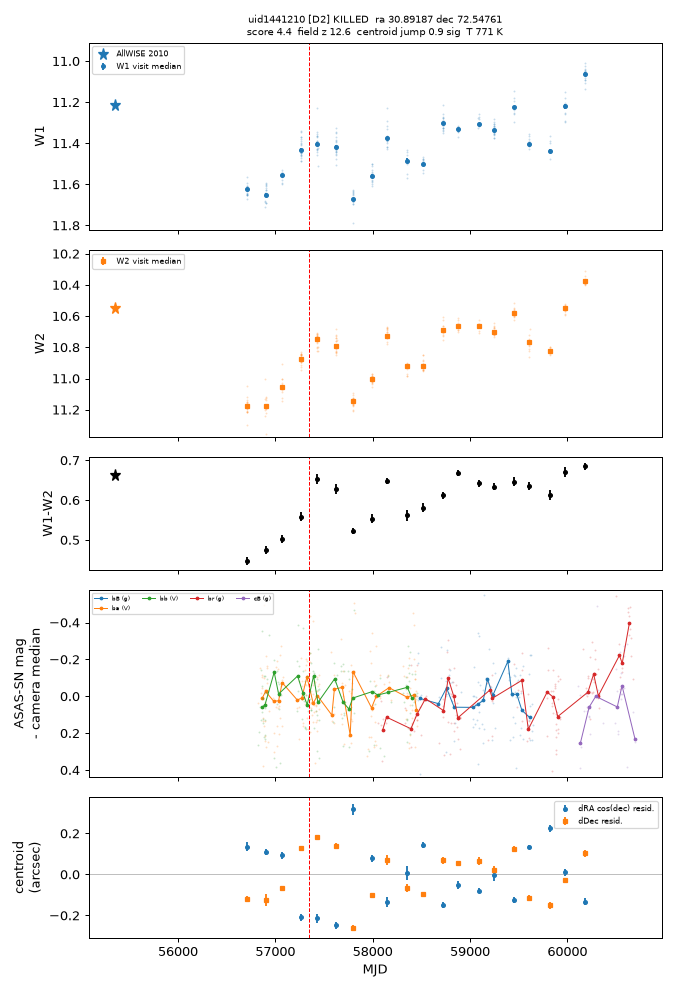 uid1441210 [D2] KILLED ra 30.89187 dec 72.54761
score 4.4 field z 12.6 centroid jump 0.9 sig T 771 K
AllWISE 2010
W1 visit median
11.0
11.2
11.4
11.6
11.8
W1
W2 visit median
10.2
10.4
10.6
10.8
11.0
11.2
W2
0.7
0.6
0.5
W1-W2
bB (g)
ba (V)
bb (V)
br (g)
cB (g)
−0.4
−0.2
0.0
0.2
0.4
ASAS-SN mag
- camera median
dRA cos(dec) resid.
dDec resid.
0.2
0.0
−0.2
centroid
(arcsec)
56000 57000 58000 59000 60000
MJD